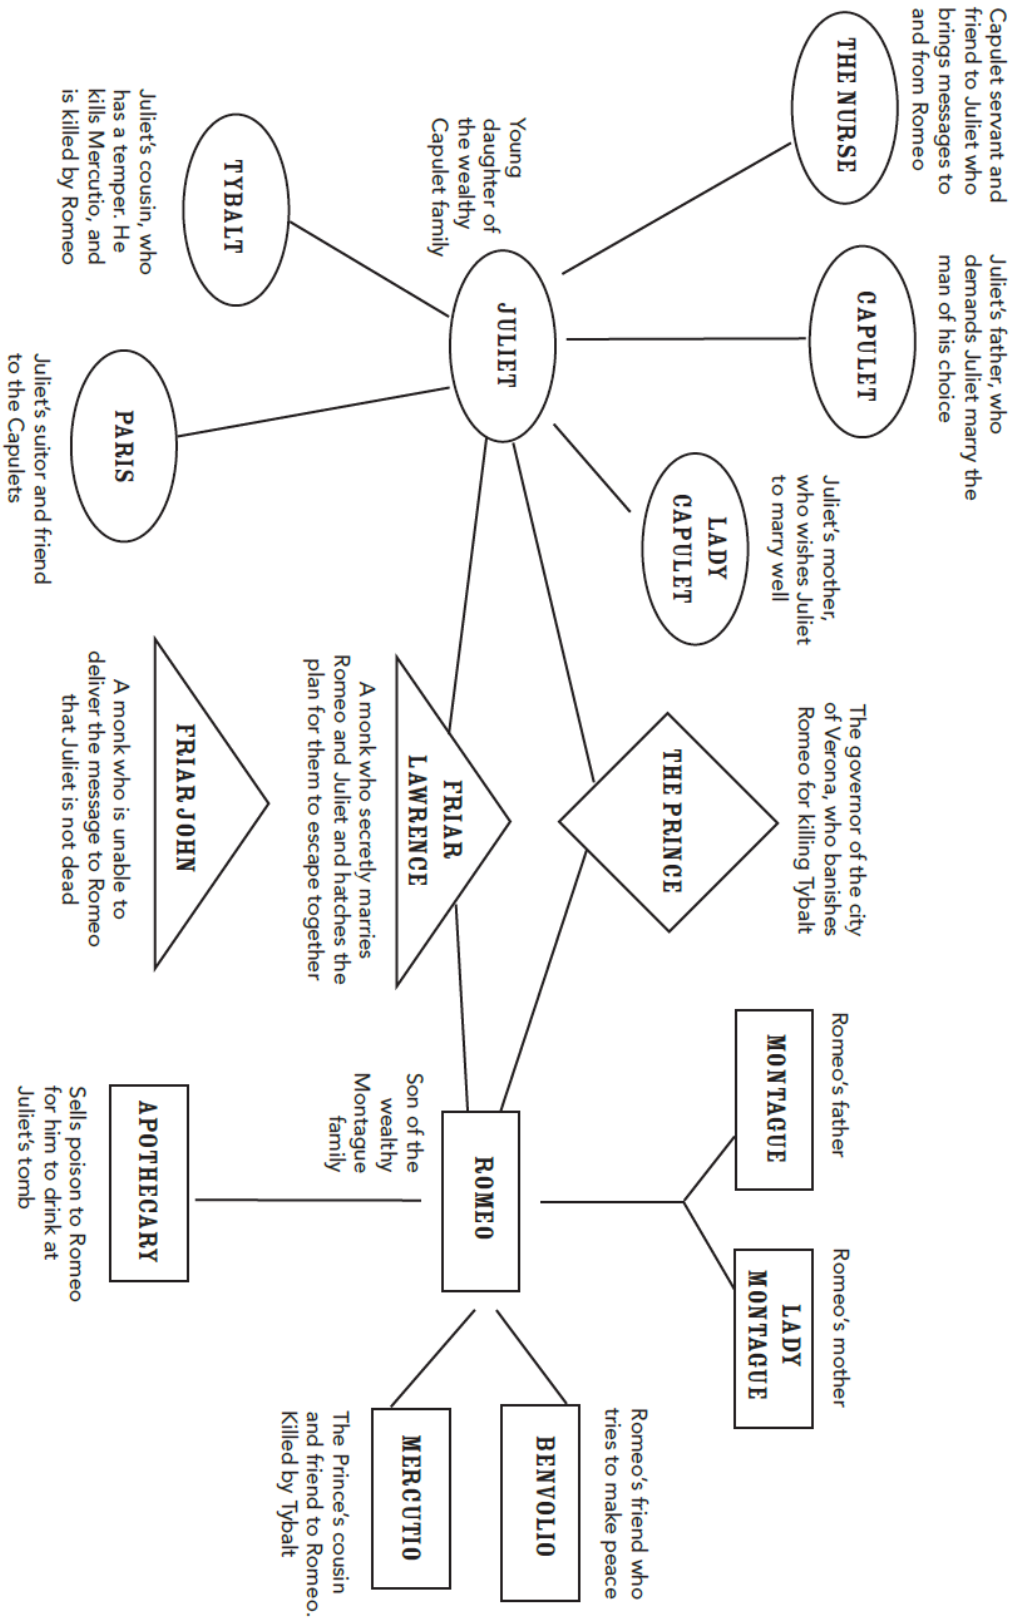 Capulet servant and
friend to Juliet who
brings messages to
and from Romeo
THE NURSE
Juliet's father, who
demands Juliet marry the
man of his choice
CAPULET
Juliet's mother,
who wishes Juliet
to marry well
LADY
CAPULET
Young
daughter of
the wealthy
Capulet family
JULIET
TYBALT
Juliet's cousin, who
has a temper. He
kills Mercutio, and
is killed by Romeo
PARIS
Juliet's suitor and friend
to the Capulets
The governor of the city
of Verona, who banishes
Romeo for killing Tybalt
THE PRINCE
FRIAR
LAWRENCE
A monk who secretly marries
Romeo and Juliet and hatches the
plan for them to escape together
FRIAR JOHN
A monk who is unable to
deliver the message to Romeo
that Juliet is not dead
Romeo's father
MONTAGUE
Romeo's mother
LADY
MONTAGUE
ROMEO
Son of the
wealthy
Montague
family
APOTHECARY
Sells poison to Romeo
for him to drink at
Juliet's tomb
Romeo's friend who
tries to make peace
BENVOLIO
MERCUTIO
The Prince's cousin
and friend to Romeo.
Killed by Tybalt